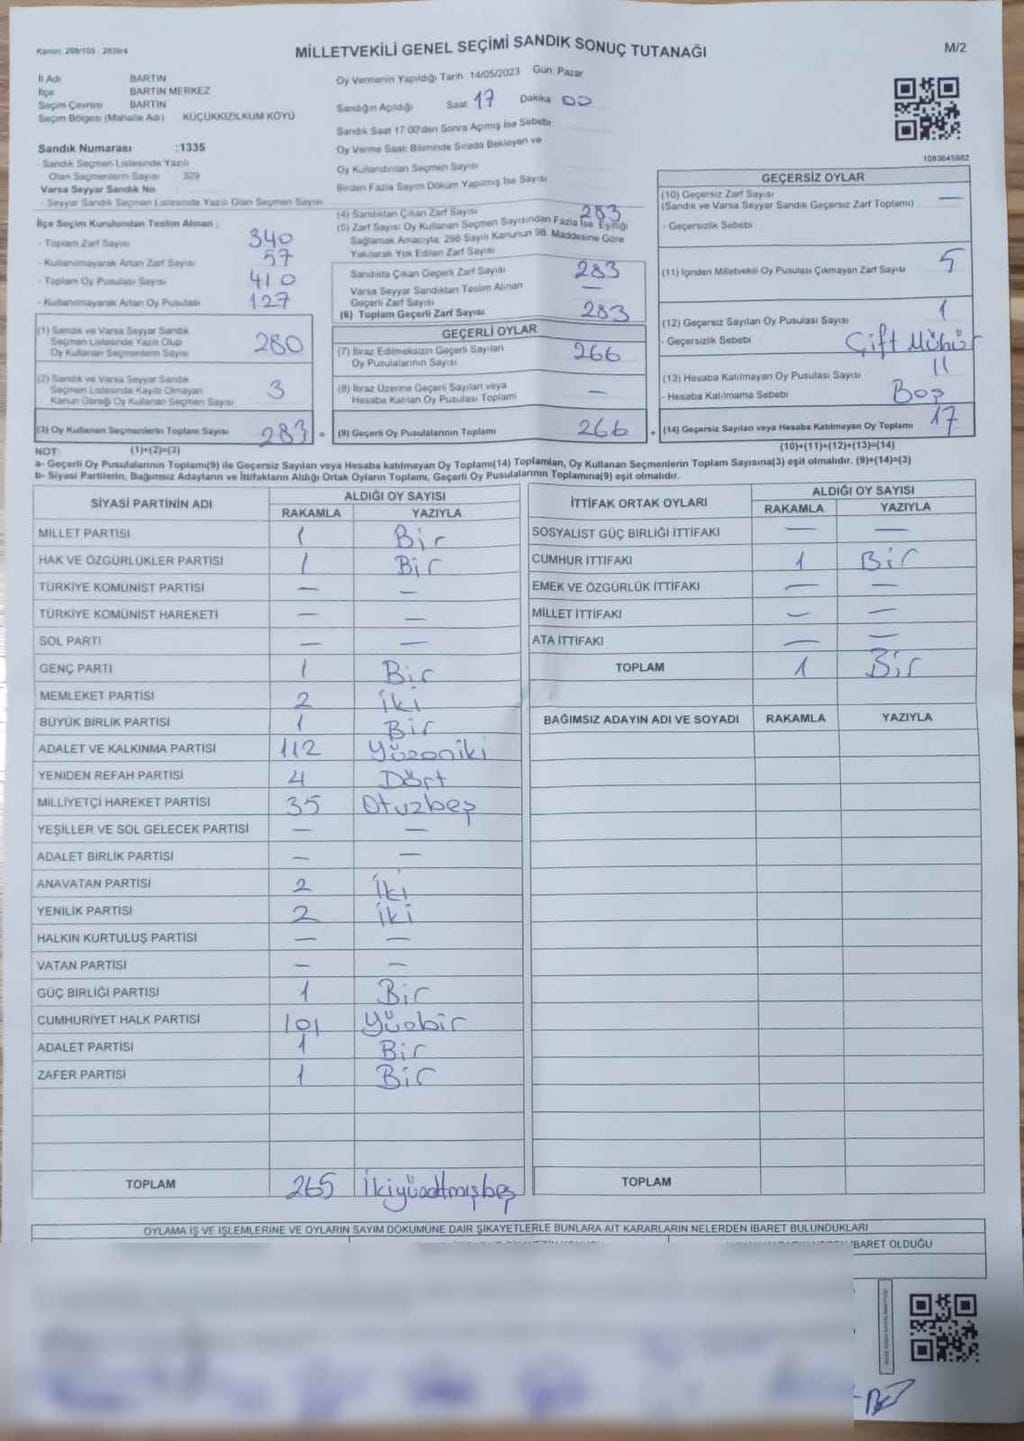 Kanun: 298/105 - 2839/4
MİLLETVEKİLİ GENEL SEÇİMİ SANDIK SONUÇ TUTANAĞI
M/2
İl Adı BARTIN
İlçe BARTIN MERKEZ
Seçim Çevresi BARTIN
Seçim Bölgesi (Mahalle Adı) KÜÇÜKKIZILKUM KÖYÜ
Sandık Numarası :1335
- Sandık Seçmen Listesinde Yazılı
Olan Seçmenlerin Sayısı 329
Varsa Seyyar Sandık No
- Seyyar Sandık Seçmen Listesinde Yazılı Olan Seçmen Sayısı
İlçe Seçim Kurulundan Teslim Alınan :
- Toplam Zarf Sayısı 340
- Kullanılmayarak Artan Zarf Sayısı 57
- Toplam Oy Pusulası Sayısı 410
- Kullanılmayarak Artan Oy Pusulası 127
(1) Sandık ve Varsa Seyyar Sandık
Seçmen Listesinde Yazılı Olup
Oy Kullanan Seçmenlerin Sayısı 280
(2) Sandık ve Varsa Seyyar Sandık
Seçmen Listesinde Kayıtlı Olmayan
Kanun Gereği Oy Kullanan Seçmen Sayısı 3
(3) Oy Kullanan Seçmenlerin Toplam Sayısı 283 =
Oy Vermenin Yapıldığı Tarih 14/05/2023 Gün: Pazar
Sandığın Açıldığı Saat 17 Dakika 00
Sandık Saat 17:00'den Sonra Açılmış İse Sebebi
Oy Verme Saati Bitiminde Sırada Bekleyen ve
Oy Kullandırılan Seçmen Sayısı
Birden Fazla Sayım Döküm Yapılmış İse Sayısı
(4) Sandıktan Çıkan Zarf Sayısı 283
(5) Zarf Sayısı Oy Kullanan Seçmen Sayısından Fazla İse, Eşitliği
Sağlamak Amacıyla; 298 Sayılı Kanunun 98. Maddesine Göre
Yakılarak Yok Edilen Zarf Sayısı
Sandıkta Çıkan Geçerli Zarf Sayısı 283
Varsa Seyyar Sandıktan Teslim Alınan
Geçerli Zarf Sayısı —
(6) Toplam Geçerli Zarf Sayısı 283
GEÇERLİ OYLAR
(7) İtiraz Edilmeksizin Geçerli Sayılan
Oy Pusulalarının Sayısı 266
(8) İtiraz Üzerine Geçerli Sayılan veya
Hesaba Katılan Oy Pusulası Toplamı —
(9) Geçerli Oy Pusulalarının Toplamı 266 +
1083645882
GEÇERSİZ OYLAR
(10) Geçersiz Zarf Sayısı
(Sandık ve Varsa Seyyar Sandık Geçersiz Zarf Toplamı) —
- Geçersizlik Sebebi
(11) İçinden Milletvekili Oy Pusulası Çıkmayan Zarf Sayısı 5
(12) Geçersiz Sayılan Oy Pusulası Sayısı 1
- Geçersizlik Sebebi Çift Mühür
(13) Hesaba Katılmayan Oy Pusulası Sayısı 11
- Hesaba Katılmama Sebebi Boş
(14) Geçersiz Sayılan veya Hesaba Katılmayan Oy Toplamı 17
NOT: (1)+(2)=(3)
(10)+(11)+(12)+(13)=(14)
a- Geçerli Oy Pusulalarının Toplamı(9) ile Geçersiz Sayılan veya Hesaba katılmayan Oy Toplamı(14) Toplamları, Oy Kullanan Seçmenlerin Toplam Sayısına(3) eşit olmalıdır. (9)+(14)=(3)
b- Siyasi Partilerin, Bağımsız Adayların ve İttifakların Aldığı Ortak Oyların Toplamı, Geçerli Oy Pusulalarının Toplamına(9) eşit olmalıdır.
SİYASİ PARTİNİN ADI ALDIĞI OY SAYISI
RAKAMLA YAZIYLA
MİLLET PARTİSİ 1 Bir
HAK VE ÖZGÜRLÜKLER PARTİSİ 1 Bir
TÜRKİYE KOMÜNİST PARTİSİ — —
TÜRKİYE KOMÜNİST HAREKETİ — —
SOL PARTİ — —
GENÇ PARTİ 1 Bir
MEMLEKET PARTİSİ 2 İki
BÜYÜK BİRLİK PARTİSİ 1 Bir
ADALET VE KALKINMA PARTİSİ 112 Yüzoniki
YENİDEN REFAH PARTİSİ 4 Dört
MİLLİYETÇİ HAREKET PARTİSİ 35 Otuzbeş
YEŞİLLER VE SOL GELECEK PARTİSİ — —
ADALET BİRLİK PARTİSİ — —
ANAVATAN PARTİSİ 2 İki
YENİLİK PARTİSİ 2 İki
HALKIN KURTULUŞ PARTİSİ — —
VATAN PARTİSİ — —
GÜÇ BİRLİĞİ PARTİSİ 1 Bir
CUMHURİYET HALK PARTİSİ 101 Yüzbir
ADALET PARTİSİ 1 Bir
ZAFER PARTİSİ 1 Bir
TOPLAM 265 İkiyüzaltmışbeş
İTTİFAK ORTAK OYLARI ALDIĞI OY SAYISI
RAKAMLA YAZIYLA
SOSYALİST GÜÇ BİRLİĞİ İTTİFAKI — —
CUMHUR İTTİFAKI 1 Bir
EMEK VE ÖZGÜRLÜK İTTİFAKI — —
MİLLET İTTİFAKI — —
ATA İTTİFAKI — —
TOPLAM 1 Bir
BAĞIMSIZ ADAYIN ADI VE SOYADI RAKAMLA YAZIYLA
TOPLAM
OYLAMA İŞ VE İŞLEMLERİNE VE OYLARIN SAYIM DÖKÜMÜNE DAİR ŞİKAYETLERLE BUNLARA AİT KARARLARIN NELERDEN İBARET BULUNDUKLARI
İBARET OLDUĞU